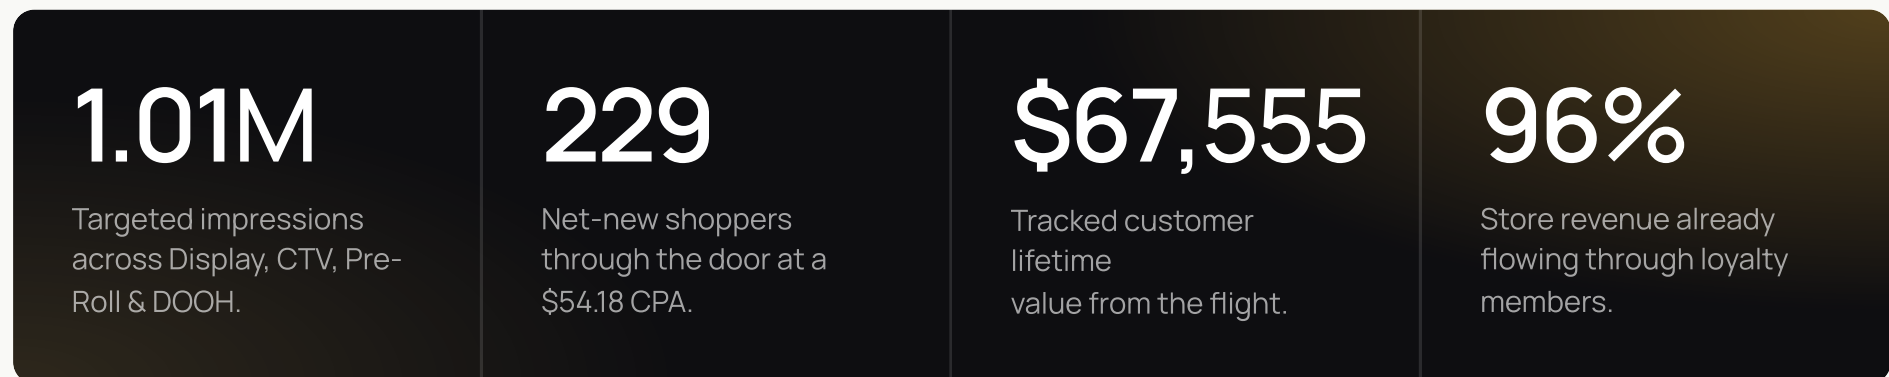 1.01M
Targeted impressions
across Display, CTV, Pre-
Roll & DOOH.
229
Net-new shoppers
through the door at a
$54.18 CPA.
$67,555
Tracked customer
lifetime
value from the flight.
96%
Store revenue already
flowing through loyalty
members.